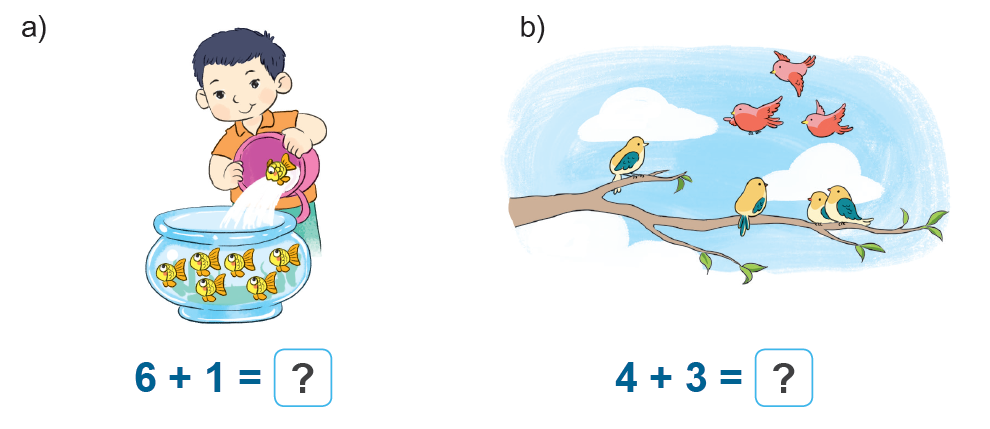 a)
b)
6 + 1 = ?
4 + 3 = ?